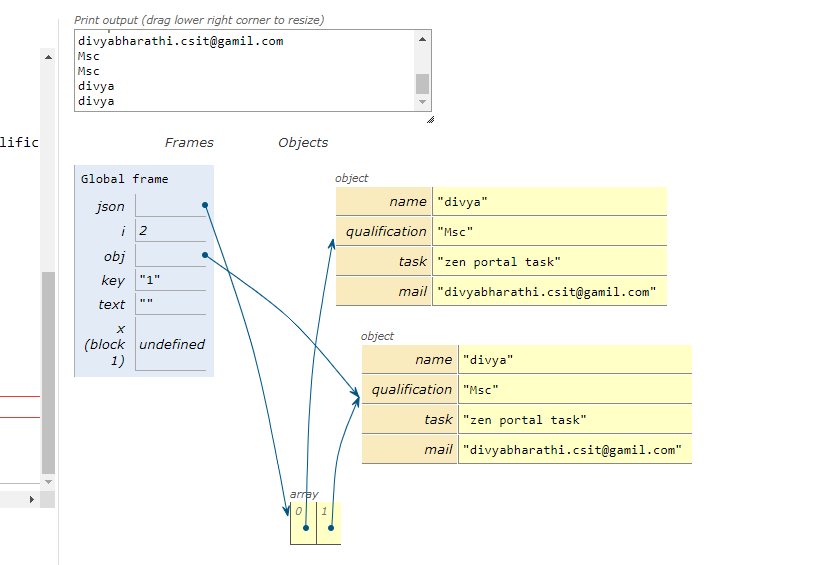 Print output (drag lower right corner to resize)
divyabharathi.csit@gamil.com
Msc
Msc
divya
divya
lific
Frames Objects
Global frame
json
i 2
obj
key "1"
text ""
x
(block
1) undefined
object
name "divya"
qualification "Msc"
task "zen portal task"
mail "divyabharathi.csit@gamil.com"
object
name "divya"
qualification "Msc"
task "zen portal task"
mail "divyabharathi.csit@gamil.com"
array
0 1